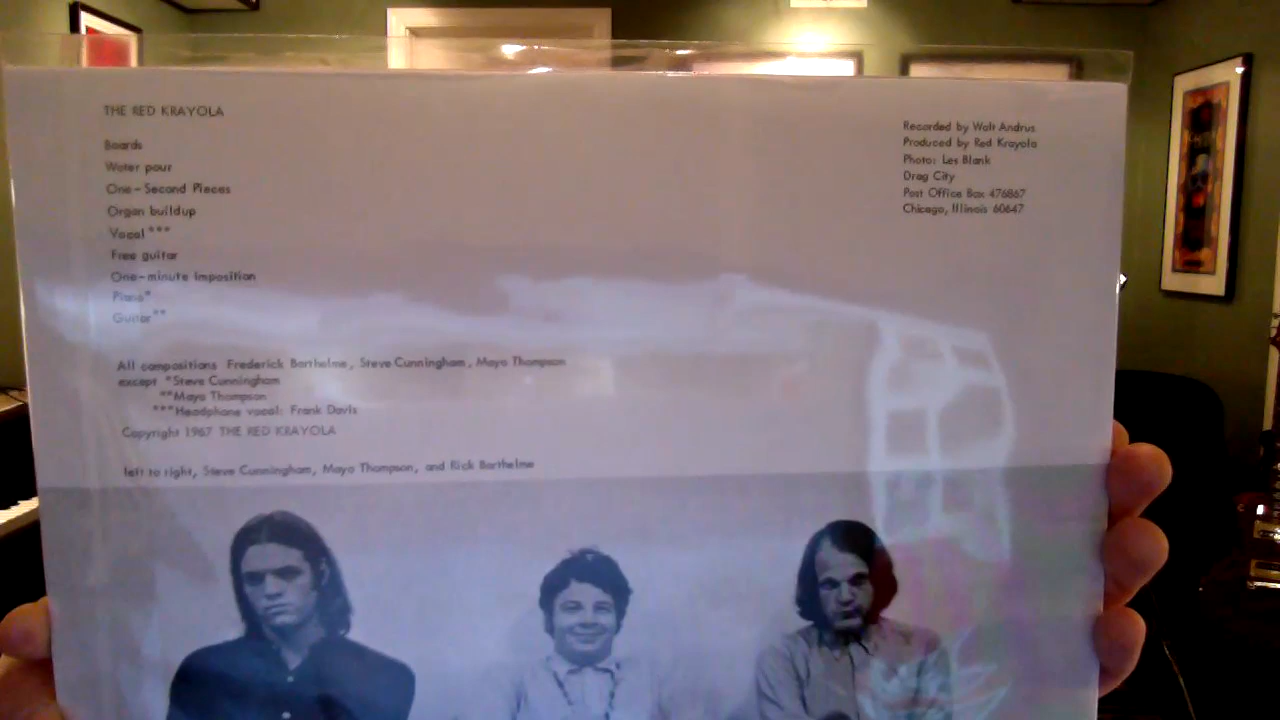 THE RED KRAYOLA
Boards
Water pour
One-Second Pieces
Organ buildup
Vocal***
Free guitar
One-minute imposition
Piano*
Guitar**
All compositions Frederick Barthelme, Steve Cunningham, Mayo Thompson
except *Steve Cunningham
**Mayo Thompson
***Headphone vocal: Frank Davis
Copyright 1967 THE RED KRAYOLA
left to right, Steve Cunningham, Mayo Thompson, and Rick Barthelme
Recorded by Walt Andrus
Produced by Red Krayola
Photo: Les Blank
Drag City
Post Office Box 476867
Chicago, Illinois 60647